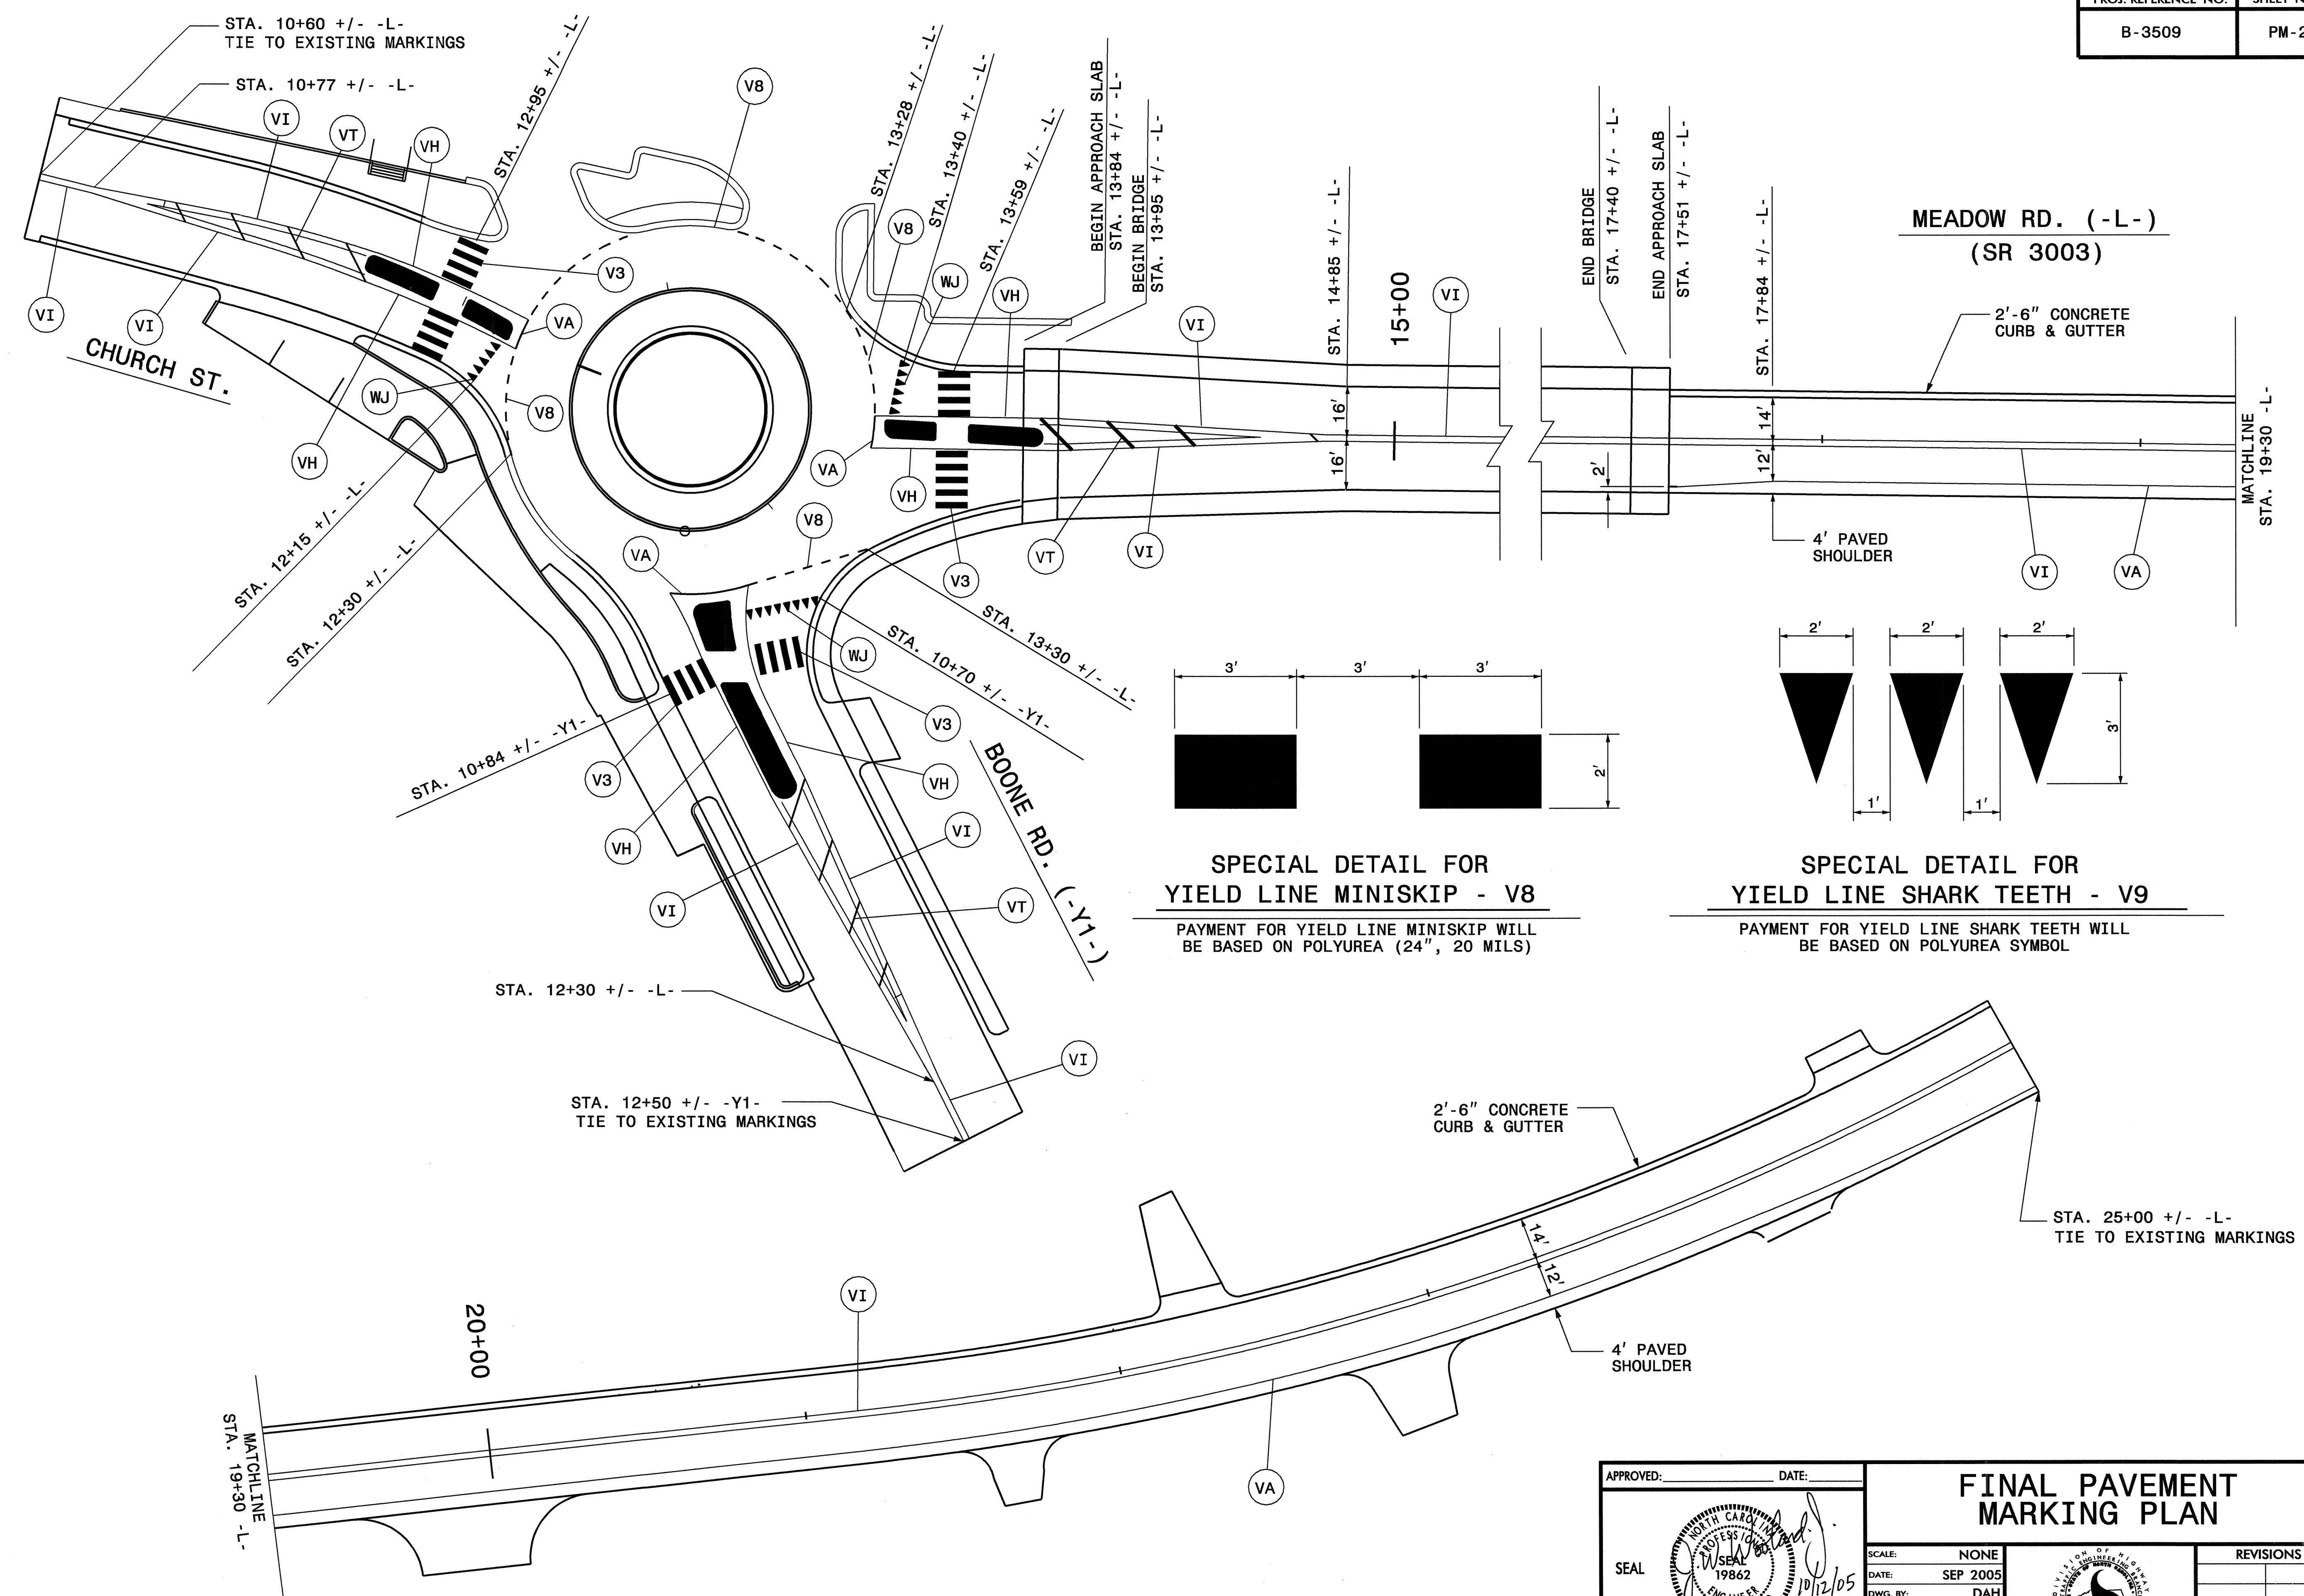 PROJ. REFERENCE NO.
B-3509
PM-2
STA. 10+60 +/- -L-
TIE TO EXISTING MARKINGS
STA. 10+77 +/- -L-
VI
VT
VH
STA. 12+95 +/- -L-
V8
STA. 13+28 +/- -L-
V8
STA. 13+40 +/- -L-
WJ
STA. 13+59 +/- -L-
VH
BEGIN APPROACH SLAB
STA. 13+84 +/- -L-
BEGIN BRIDGE
STA. 13+95 +/- -L-
VI
STA. 14+85 +/- -L-
15+00
VI
END BRIDGE
STA. 17+40 +/- -L-
END APPROACH SLAB
STA. 17+51 +/- -L-
STA. 17+84 +/- -L-
MEADOW RD. (-L-)
(SR 3003)
2'-6" CONCRETE
CURB & GUTTER
MATCHLINE
STA. 19+30 -L-
V3
VA
VI
VI
CHURCH ST.
WJ
V8
VH
VA
VH
V8
V3
VT
VI
16'
16'
2'
14'
12'
4' PAVED
SHOULDER
VI
VA
STA. 12+15 +/- -L-
STA. 12+30 +/- -L-
VA
WJ
STA. 13+30 +/- -L-
STA. 10+70 +/- -Y1-
V3
STA. 10+84 +/- -Y1-
V3
VH
VH
BOONE RD. (-Y1-)
VI
VI
VT
3'
3'
3'
2'
SPECIAL DETAIL FOR
YIELD LINE MINISKIP - V8
PAYMENT FOR YIELD LINE MINISKIP WILL
BE BASED ON POLYUREA (24", 20 MILS)
2'
2'
2'
3'
1'
1'
SPECIAL DETAIL FOR
YIELD LINE SHARK TEETH - V9
PAYMENT FOR YIELD LINE SHARK TEETH WILL
BE BASED ON POLYUREA SYMBOL
STA. 12+30 +/- -L-
VI
STA. 12+50 +/- -Y1-
TIE TO EXISTING MARKINGS
2'-6" CONCRETE
CURB & GUTTER
STA. 25+00 +/- -L-
TIE TO EXISTING MARKINGS
14'
12'
4' PAVED
SHOULDER
VI
20+00
VA
MATCHLINE
STA. 19+30 -L-
APPROVED:
DATE:
SEAL
NORTH CAROLINA
PROFESSIONAL
SEAL
19862
ENGINEER
10/12/05
FINAL PAVEMENT
MARKING PLAN
SCALE: NONE
DATE: SEP 2005
DWG. BY: DAH
REVISIONS